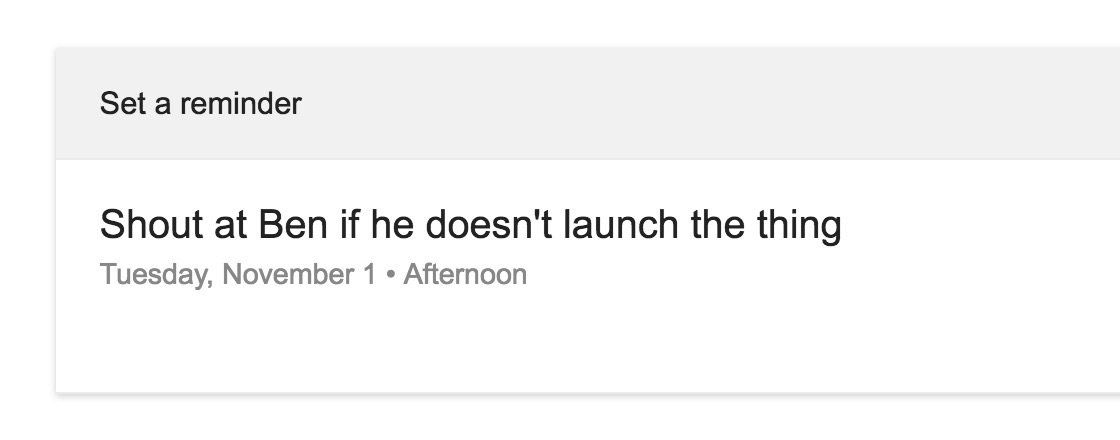 Set a reminder
Shout at Ben if he doesn't launch the thing
Tuesday, November 1 • Afternoon